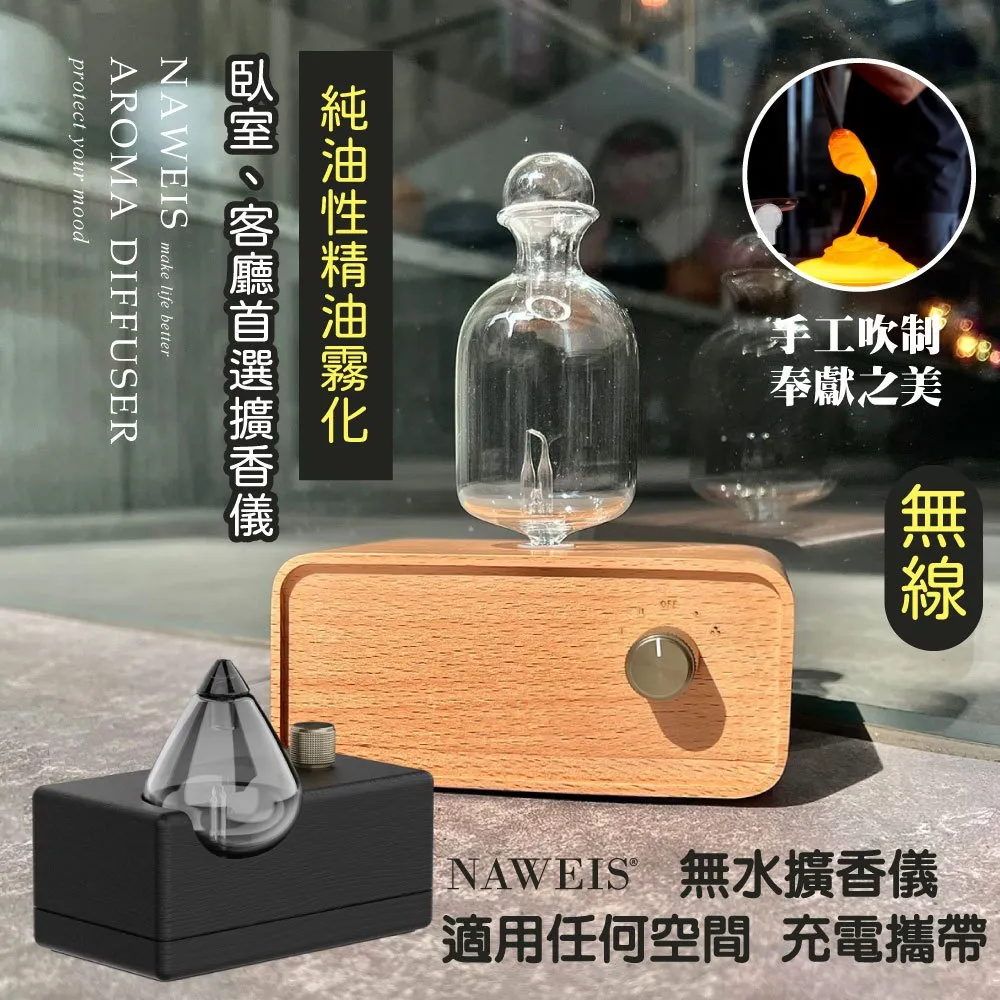 NAWEIS make life better
AROMA DIFFUSER
protect your mood
臥室、客廳首選擴香儀
純油性精油霧化
手工吹制
奉獻之美
無線
OFF
NAWEIS® 無水擴香儀
適用任何空間 充電攜帶